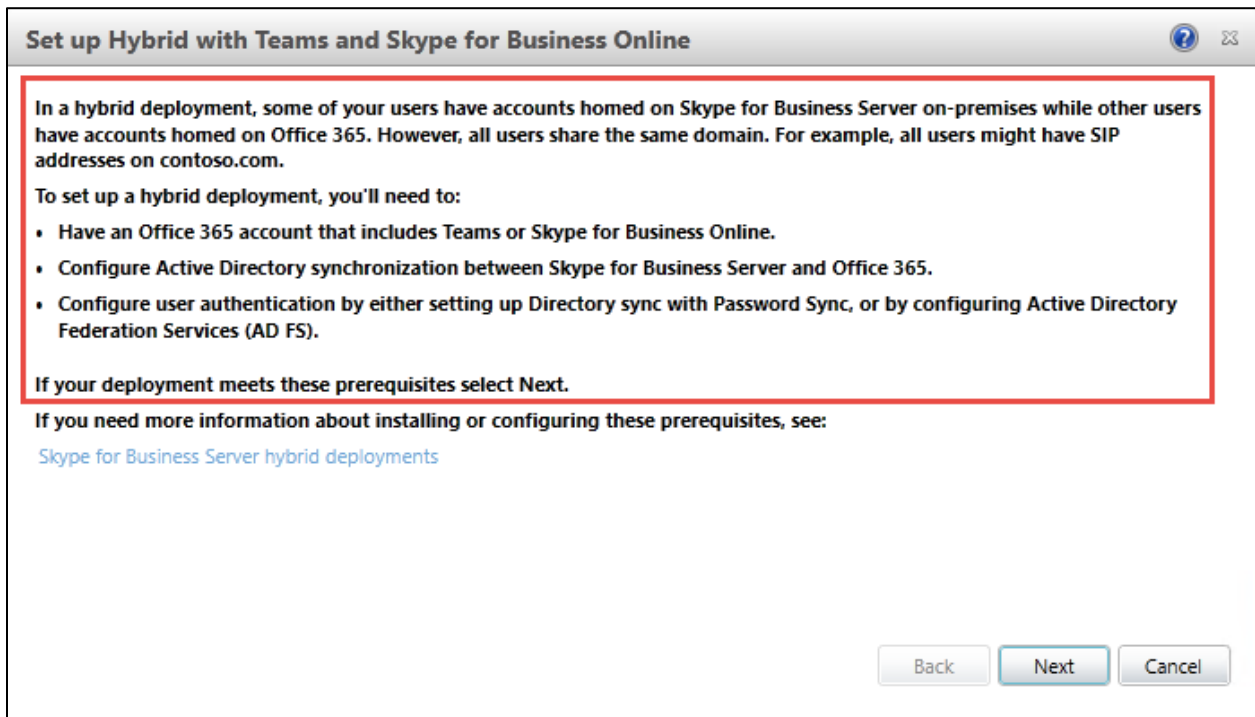 Set up Hybrid with Teams and Skype for Business Online
In a hybrid deployment, some of your users have accounts homed on Skype for Business Server on-premises while other users
have accounts homed on Office 365. However, all users share the same domain. For example, all users might have SIP
addresses on contoso.com.
To set up a hybrid deployment, you'll need to:
• Have an Office 365 account that includes Teams or Skype for Business Online.
• Configure Active Directory synchronization between Skype for Business Server and Office 365.
• Configure user authentication by either setting up Directory sync with Password Sync, or by configuring Active Directory
Federation Services (AD FS).
If your deployment meets these prerequisites select Next.
If you need more information about installing or configuring these prerequisites, see:
Skype for Business Server hybrid deployments
Back Next Cancel